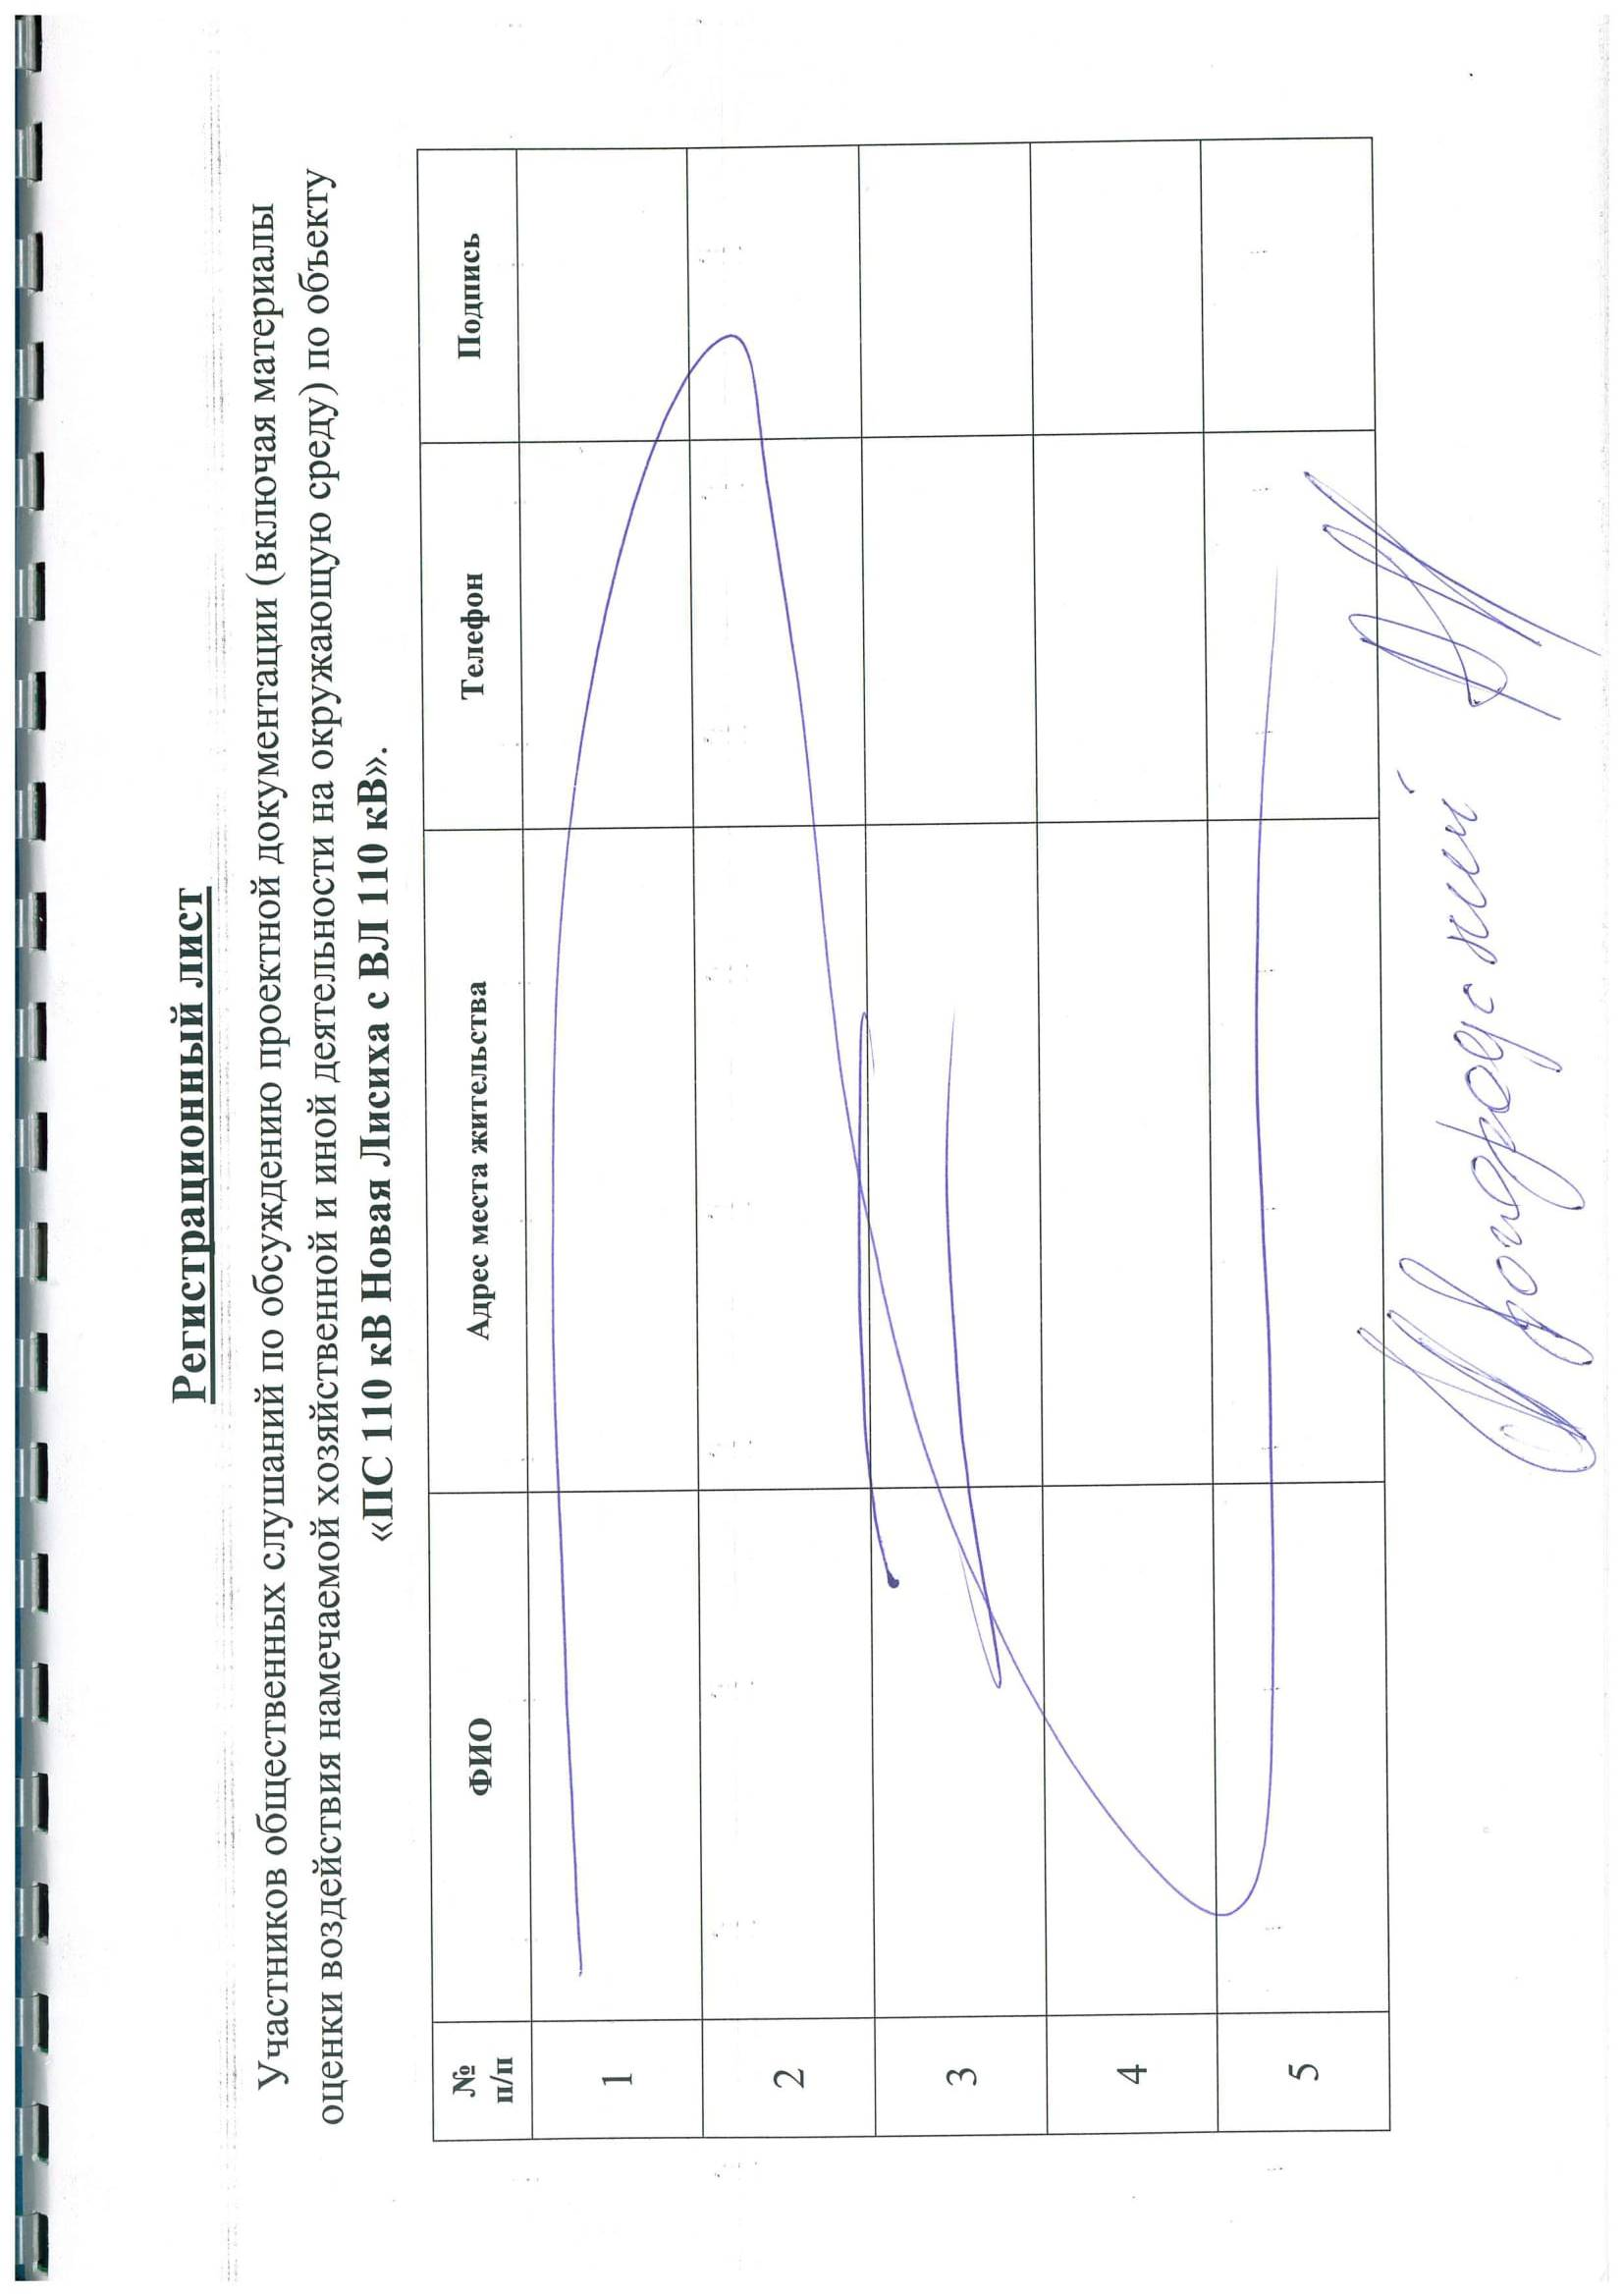 Регистрационный лист
Участников общественных слушаний по обсуждению проектной документации (включая материалы
оценки воздействия намечаемой хозяйственной и иной деятельности на окружающую среду) по объекту
«ПС 110 кВ Новая Лисиха с ВЛ 110 кВ».
№ п/п ФИО Адрес места жительства Телефон Подпись
1
2
3
4
5